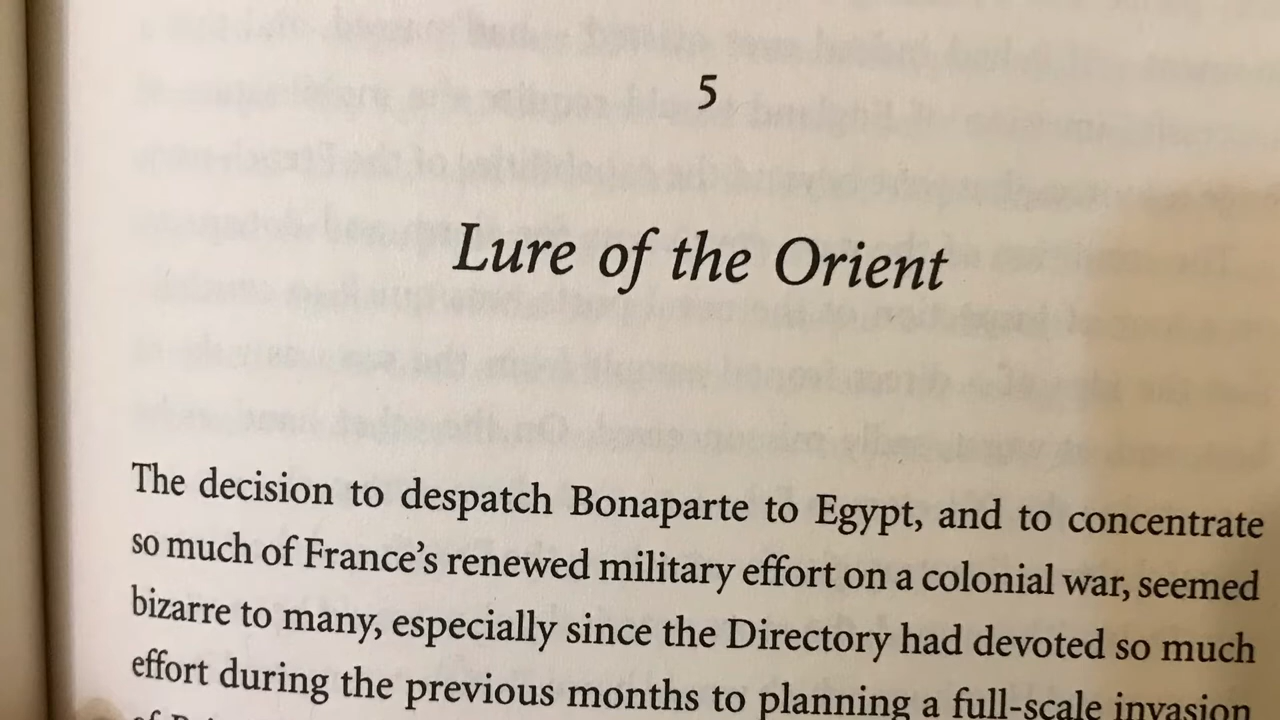 5
Lure of the Orient
The decision to despatch Bonaparte to Egypt, and to concentrate
so much of France's renewed military effort on a colonial war, seemed
bizarre to many, especially since the Directory had devoted so much
effort during the previous months to planning a full-scale invasion
of